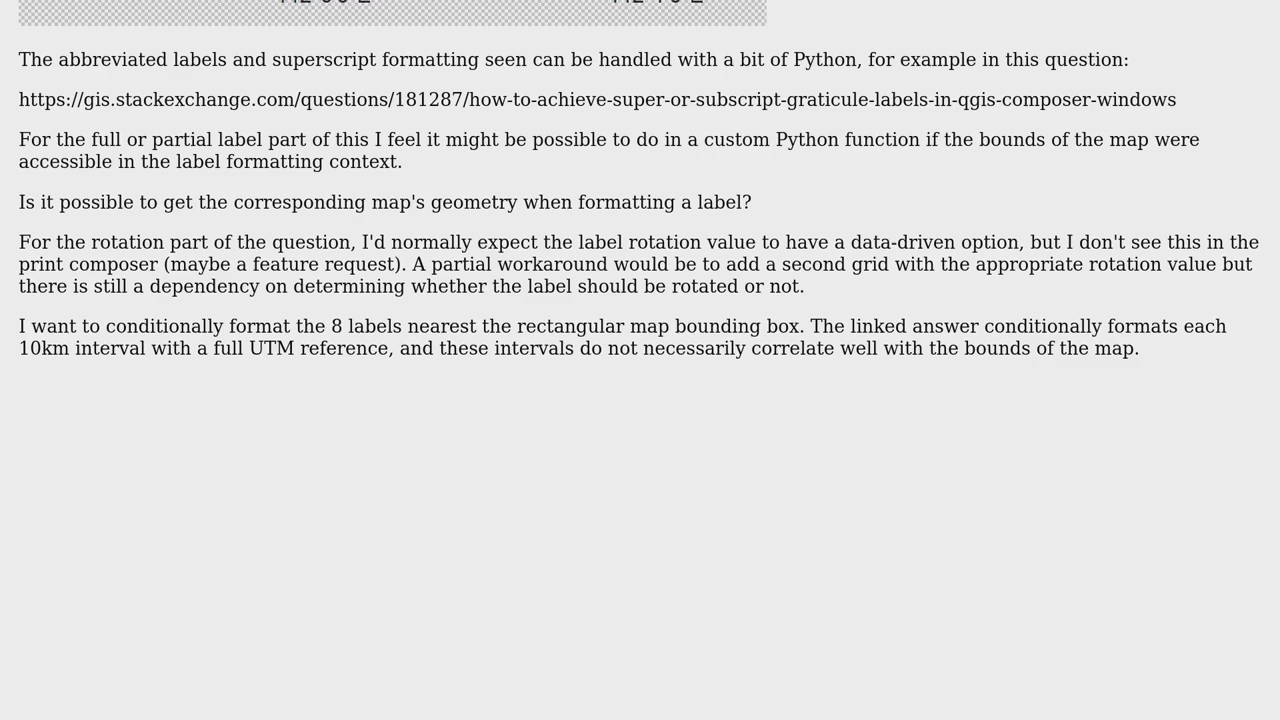 The abbreviated labels and superscript formatting seen can be handled with a bit of Python, for example in this question:
https://gis.stackexchange.com/questions/181287/how-to-achieve-super-or-subscript-graticule-labels-in-qgis-composer-windows
For the full or partial label part of this I feel it might be possible to do in a custom Python function if the bounds of the map were
accessible in the label formatting context.
Is it possible to get the corresponding map's geometry when formatting a label?
For the rotation part of the question, I'd normally expect the label rotation value to have a data-driven option, but I don't see this in the
print composer (maybe a feature request). A partial workaround would be to add a second grid with the appropriate rotation value but
there is still a dependency on determining whether the label should be rotated or not.
I want to conditionally format the 8 labels nearest the rectangular map bounding box. The linked answer conditionally formats each
10km interval with a full UTM reference, and these intervals do not necessarily correlate well with the bounds of the map.